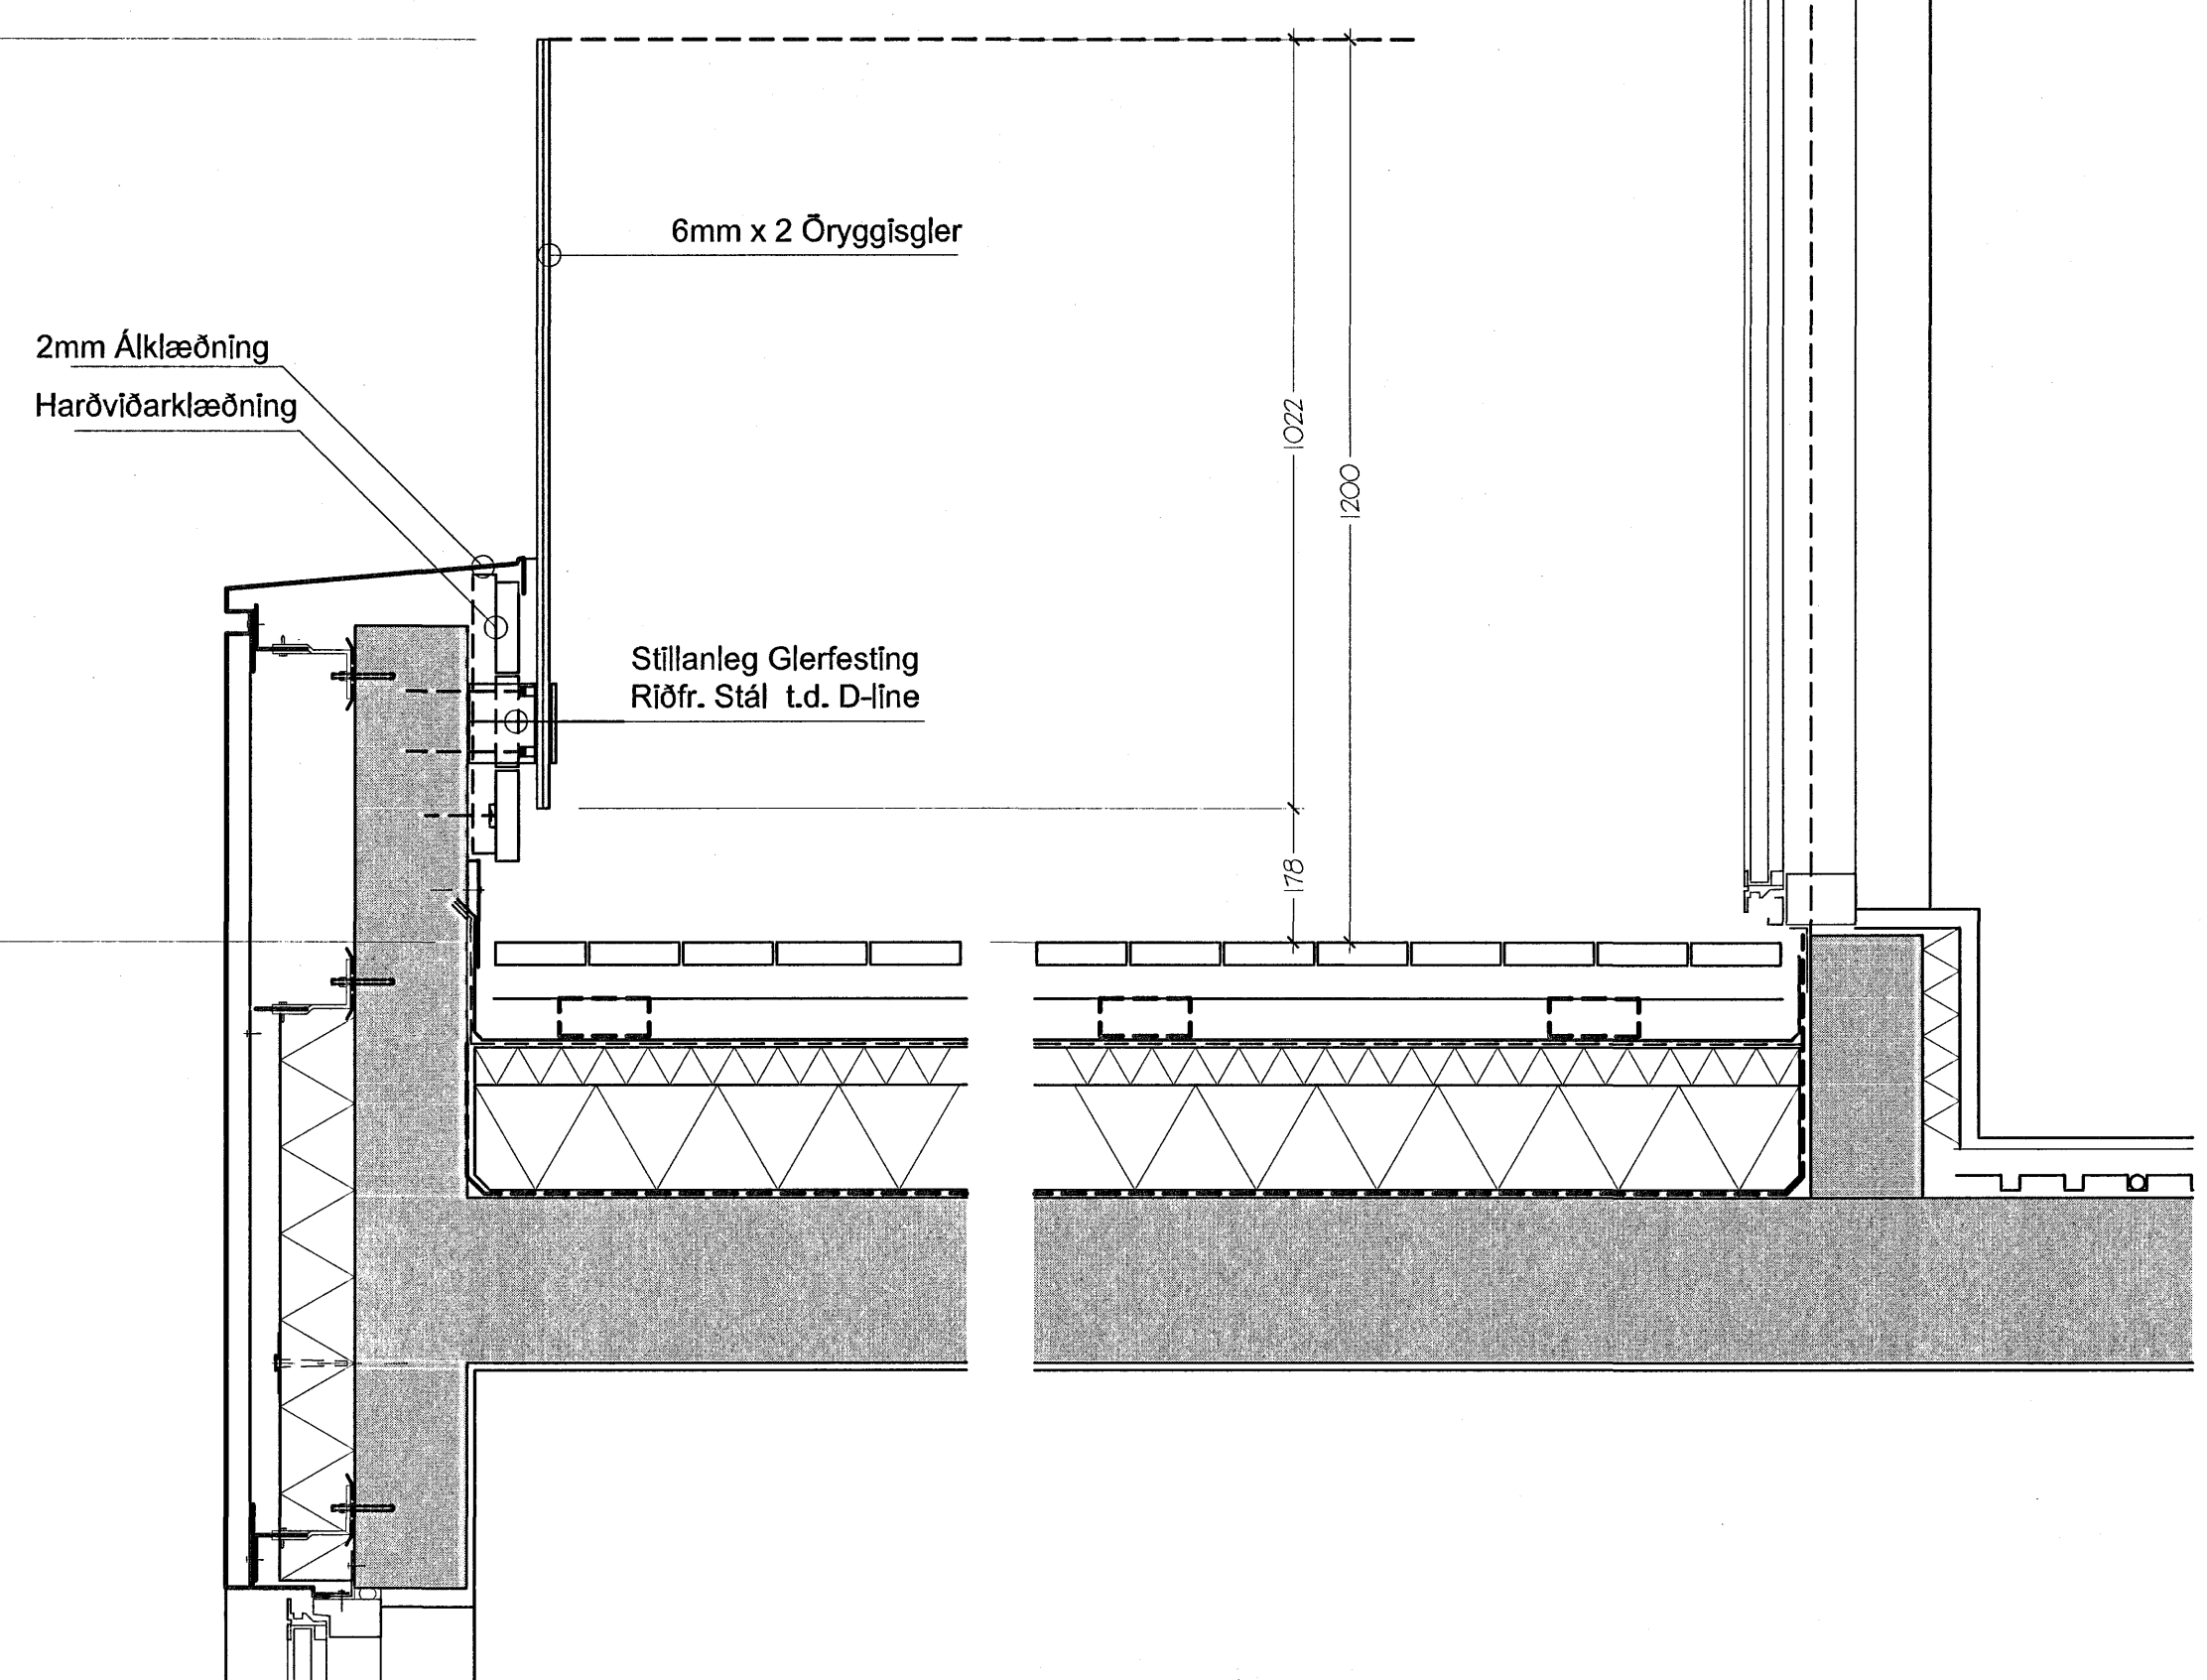 6mm x 2 Öryggisgler
2mm Álklæðning
Harðviðarklæðning
1022
1200
Stillanleg Glerfesting
Riðfr. Stál t.d. D-line
178